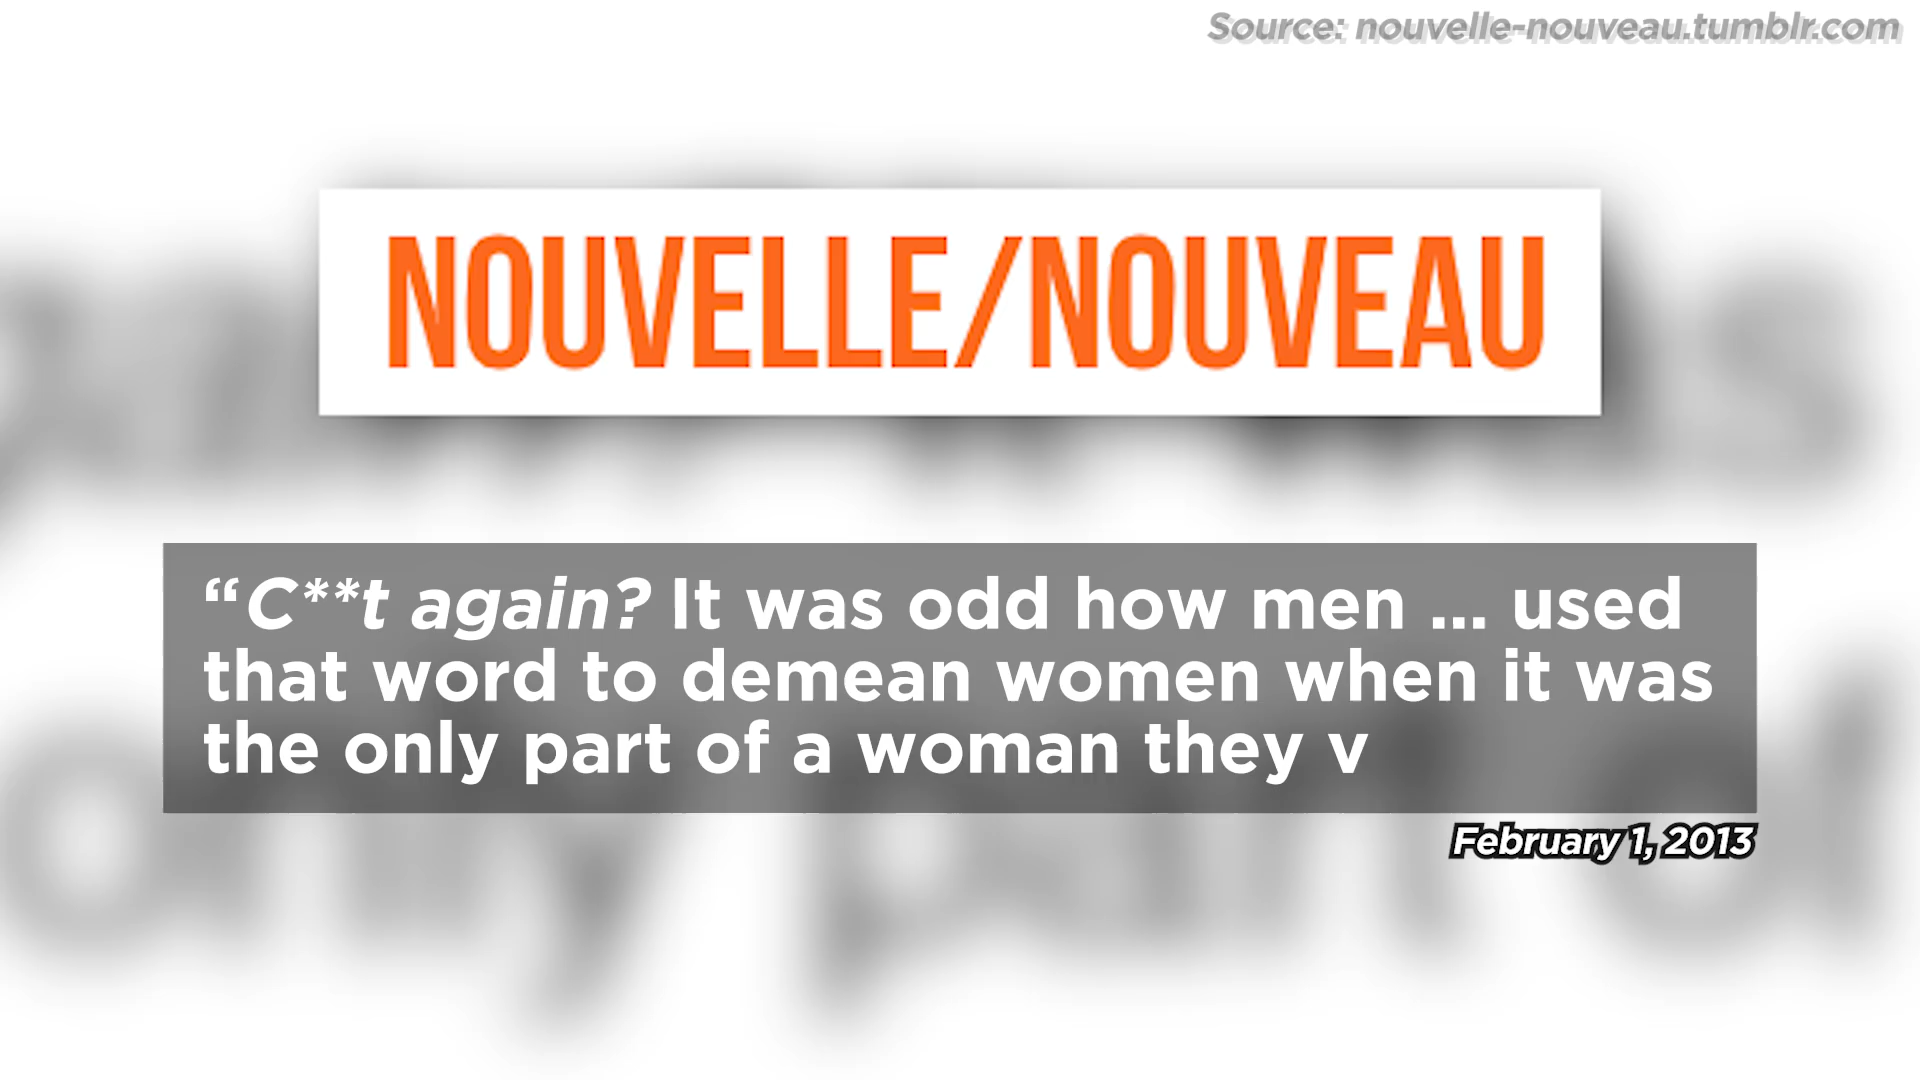 Source: nouvelle-nouveau.tumblr.com
NOUVELLE/NOUVEAU
“C**t again? It was odd how men ... used
that word to demean women when it was
the only part of a woman they v
February 1, 2013